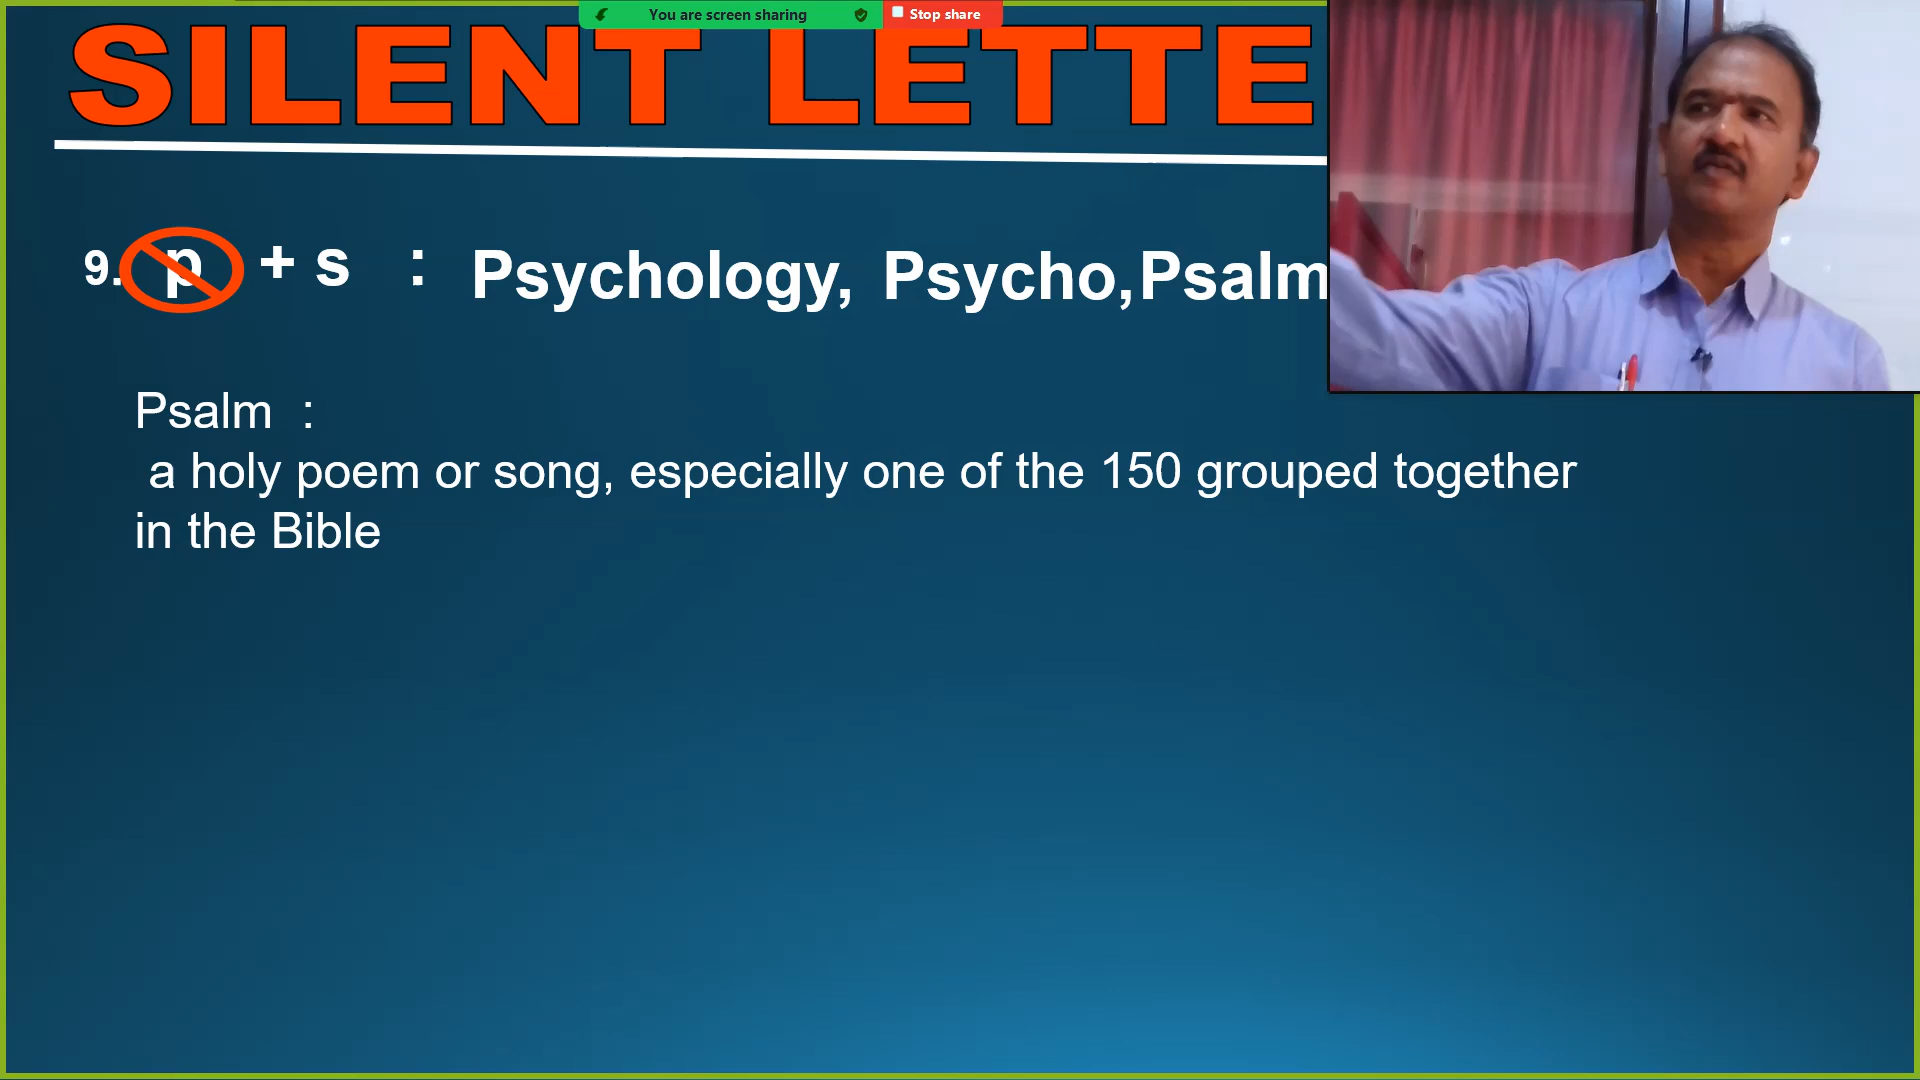 You are screen sharing Stop share
SILENT LETTE
9. p + s : Psychology, Psycho,Psalm
Psalm :
a holy poem or song, especially one of the 150 grouped together
in the Bible